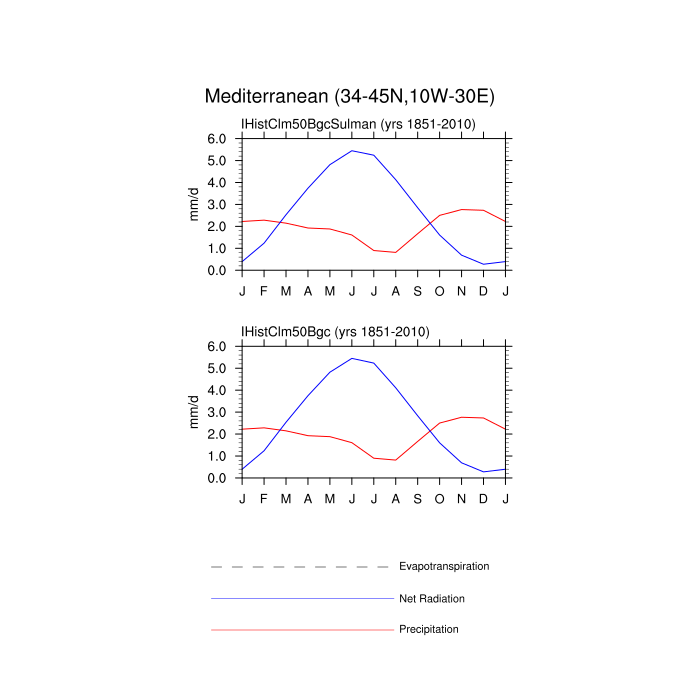 Mediterranean (34-45N,10W-30E)
IHistClm50BgcSulman (yrs 1851-2010)
6.0
5.0
4.0
3.0
2.0
1.0
0.0
mm/d
J F M A M J J A S O N D J
IHistClm50Bgc (yrs 1851-2010)
6.0
5.0
4.0
3.0
2.0
1.0
0.0
mm/d
J F M A M J J A S O N D J
Evapotranspiration
Net Radiation
Precipitation